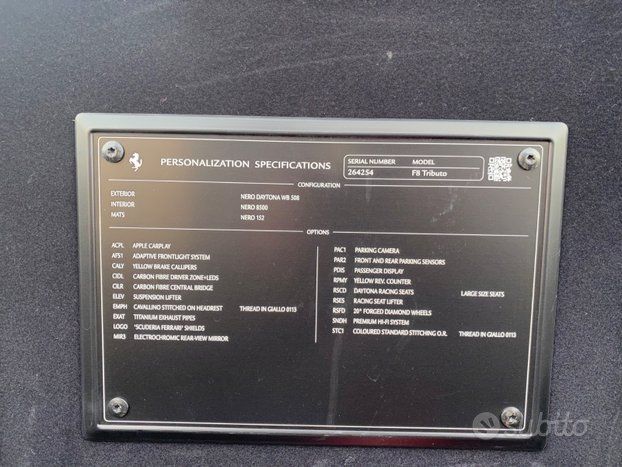 PERSONALIZATION SPECIFICATIONS
SERIAL NUMBER MODEL
264254 F8 Tributo
CONFIGURATION
EXTERIOR NERO DAYTONA WB 508
INTERIOR NERO 8500
MATS NERO 152
OPTIONS
ACPL APPLE CARPLAY
AFS1 ADAPTIVE FRONTLIGHT SYSTEM
CALY YELLOW BRAKE CALLIPERS
CIDL CARBON FIBRE DRIVER ZONE+LEDS
CILR CARBON FIBRE CENTRAL BRIDGE
ELEV SUSPENSION LIFTER
EMPH CAVALLINO STITCHED ON HEADREST THREAD IN GIALLO 0113
EXAT TITANIUM EXHAUST PIPES
LOGO 'SCUDERIA FERRARI' SHIELDS
MIR3 ELECTROCHROMIC REAR-VIEW MIRROR
PAC1 PARKING CAMERA
PAR2 FRONT AND REAR PARKING SENSORS
PDIS PASSENGER DISPLAY
RPMY YELLOW REV. COUNTER
RSCD DAYTONA RACING SEATS LARGE SIZE SEATS
RSES RACING SEAT LIFTER
RSFD 20" FORGED DIAMOND WHEELS
SNDH PREMIUM HI-FI SYSTEM
STC1 COLOURED STANDARD STITCHING O.R. THREAD IN GIALLO 0113
subito